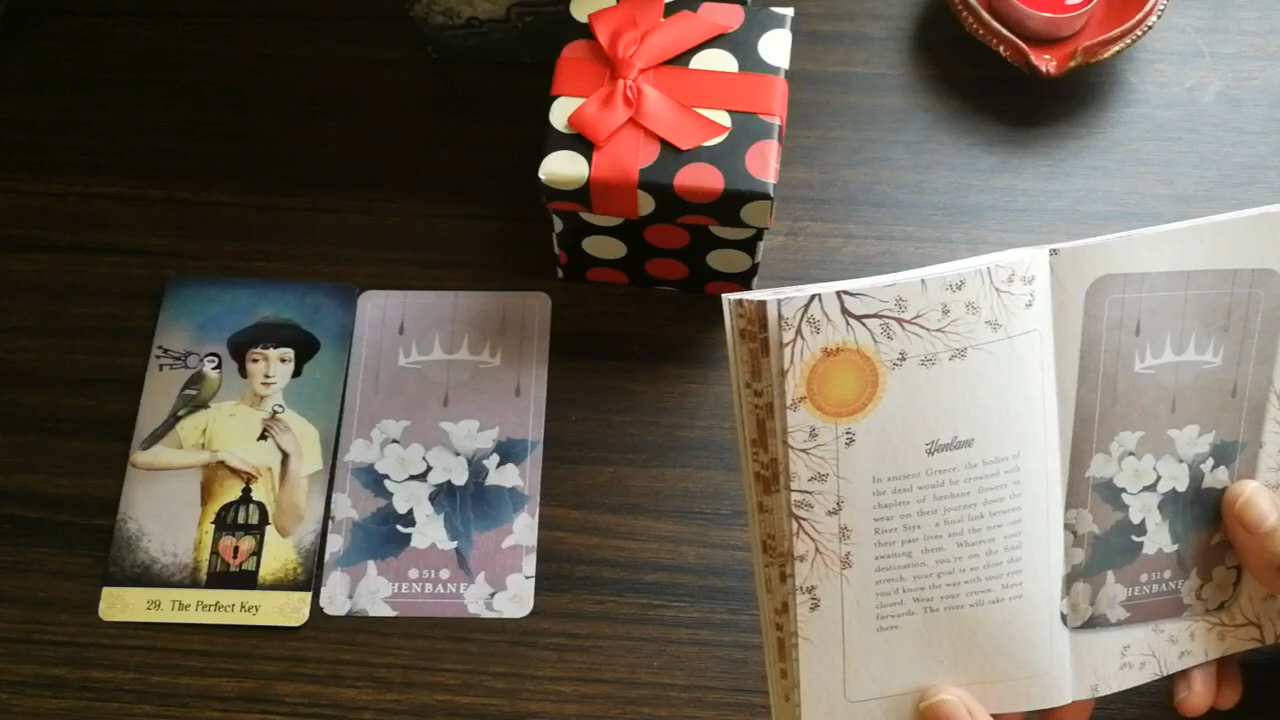 29. The Perfect Key
51
HENBANE
Henbane
In ancient Greece, the bodies of
the dead would be crowned with
chaplets of henbane flowers to
wear on their journey down the
River Styx – a final link between
their past lives and the new one
awaiting them. Whatever your
destination, you're on the final
stretch, your goal is so close that
you'd know the way with your eyes
closed. Wear your crown. Move
forwards. The river will take you
there.
51
HENBANE